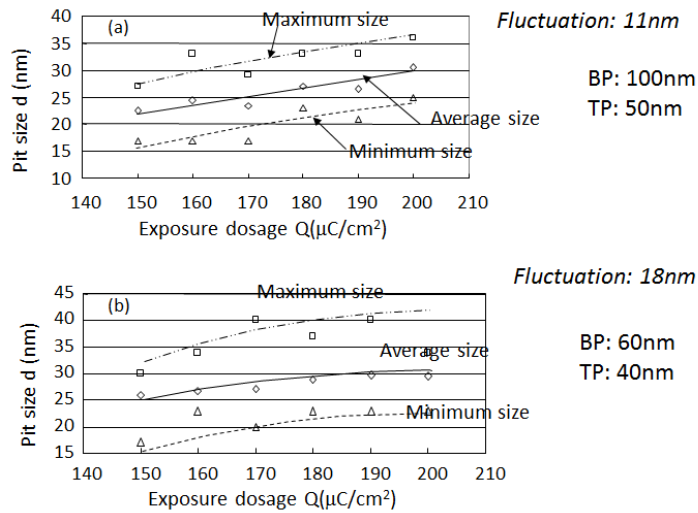 (a)
Maximum size
Fluctuation: 11nm
BP: 100nm
TP: 50nm
Average size
Minimum size
Pit size d (nm)
40
35
30
25
20
15
10
140 150 160 170 180 190 200 210
Exposure dosage Q(μC/cm²)
(b)
Maximum size
Fluctuation: 18nm
BP: 60nm
TP: 40nm
Average size
Minimum size
Pit size d (nm)
45
40
35
30
25
20
15
140 150 160 170 180 190 200 210
Exposure dosage Q(μC/cm²)